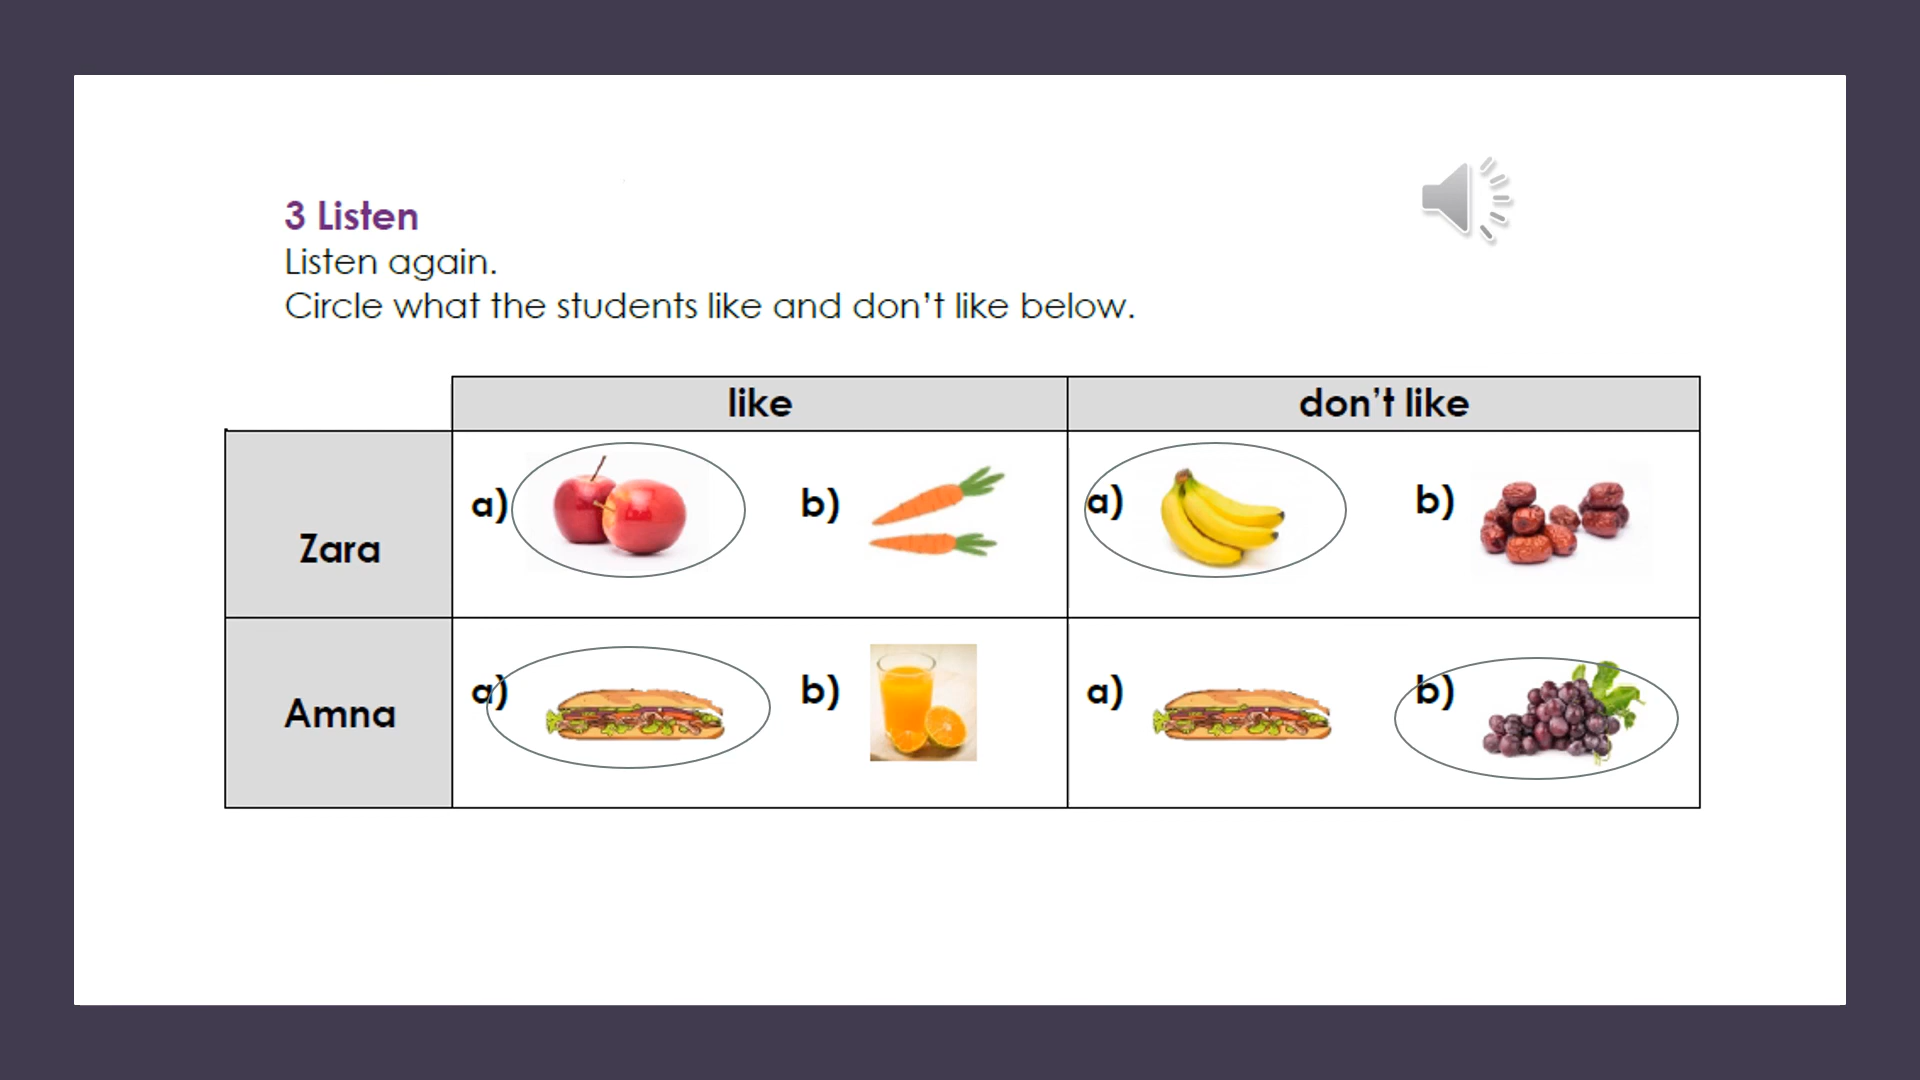 3 Listen
Listen again.
Circle what the students like and don't like below.
like don't like
Zara a) b) a) b)
Amna a) b) a) b)